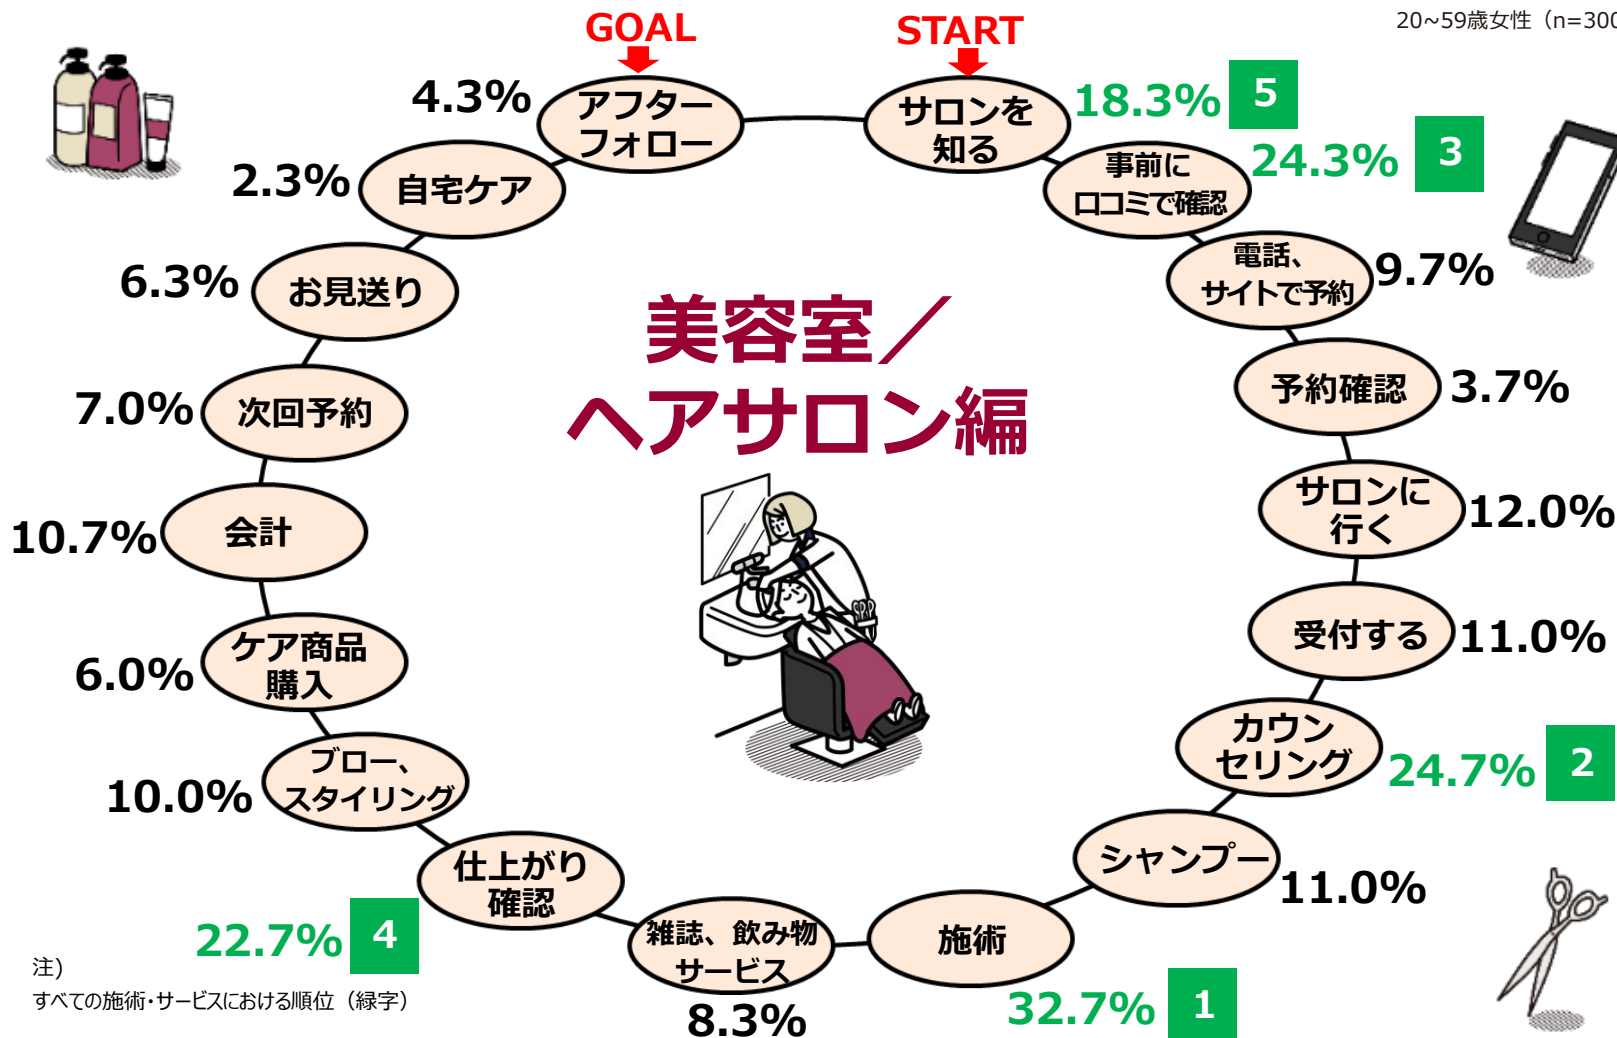 20~59歳女性（n=300
GOAL
START
アフター
フォロー
4.3%
サロンを
知る
18.3%
5
事前に
口コミで確認
24.3%
3
電話、
サイトで予約
9.7%
予約確認
3.7%
サロンに
行く
12.0%
受付する
11.0%
カウン
セリング
24.7%
2
シャンプー
11.0%
施術
32.7%
1
雑誌、飲み物
サービス
8.3%
仕上がり
確認
22.7%
4
ブロー、
スタイリング
10.0%
ケア商品
購入
6.0%
会計
10.7%
次回予約
7.0%
お見送り
6.3%
自宅ケア
2.3%
美容室／
ヘアサロン編
注)
すべての施術･サービスにおける順位（緑字）